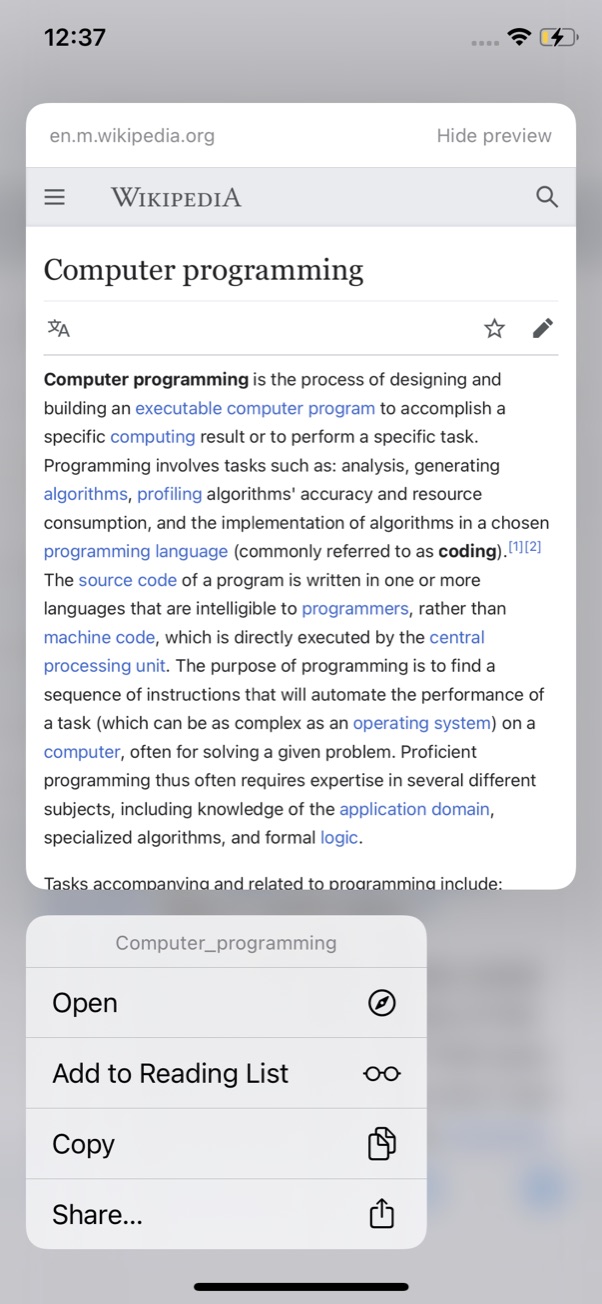 12:37
en.m.wikipedia.org Hide preview
WIKIPEDIA
Computer programming
Computer programming is the process of designing and
building an executable computer program to accomplish a
specific computing result or to perform a specific task.
Programming involves tasks such as: analysis, generating
algorithms, profiling algorithms' accuracy and resource
consumption, and the implementation of algorithms in a chosen
programming language (commonly referred to as coding).[1][2]
The source code of a program is written in one or more
languages that are intelligible to programmers, rather than
machine code, which is directly executed by the central
processing unit. The purpose of programming is to find a
sequence of instructions that will automate the performance of
a task (which can be as complex as an operating system) on a
computer, often for solving a given problem. Proficient
programming thus often requires expertise in several different
subjects, including knowledge of the application domain,
specialized algorithms, and formal logic.
Tasks accompanying and related to programming include:
Computer_programming
Open
Add to Reading List
Copy
Share...